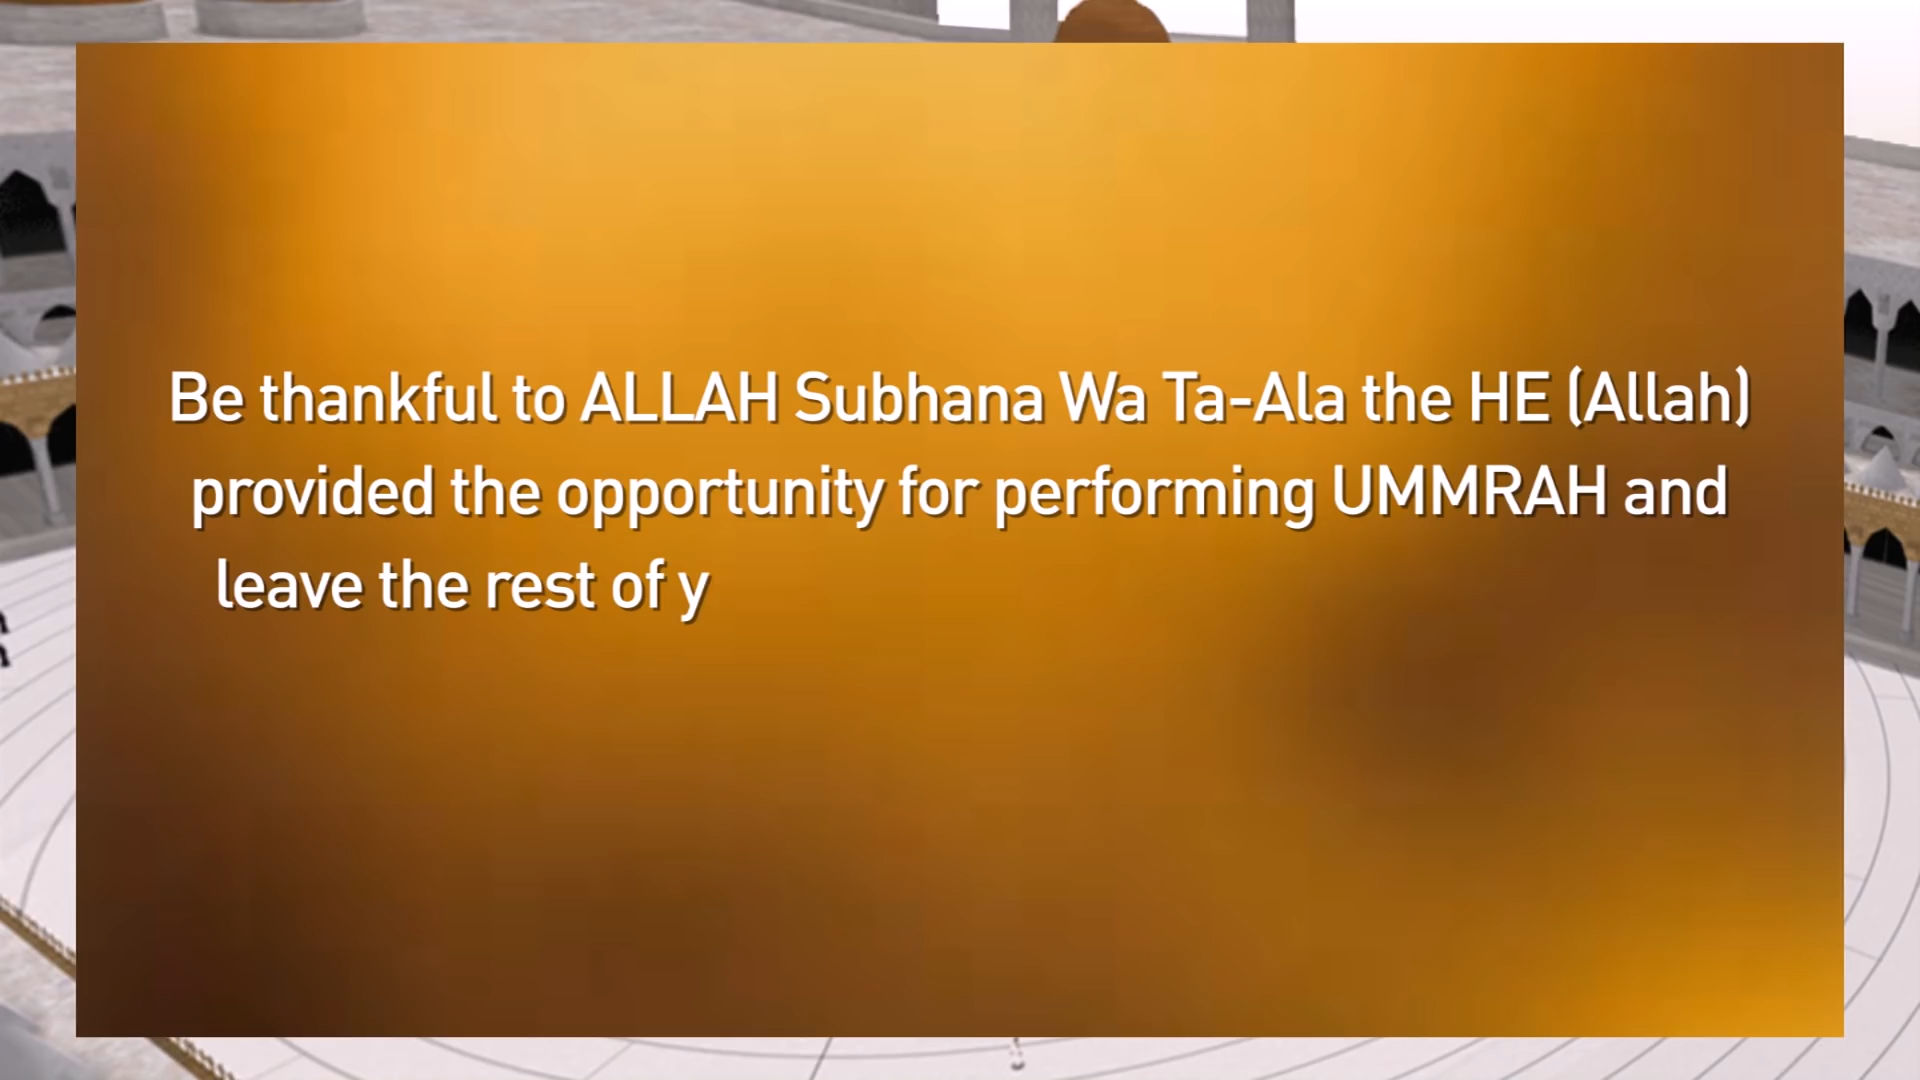 Be thankful to ALLAH Subhana Wa Ta-Ala the HE (Allah)
provided the opportunity for performing UMMRAH and
leave the rest of y